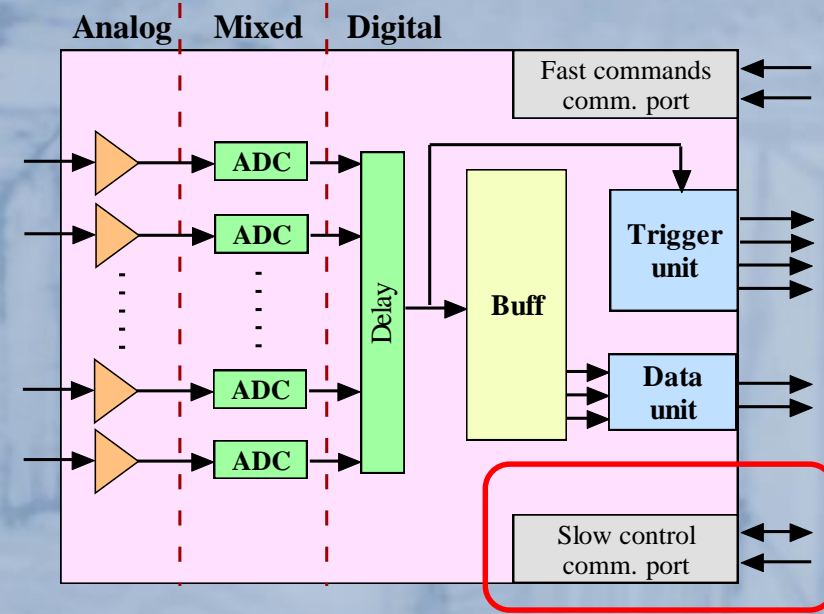 Analog Mixed Digital
Fast commands
comm. port
ADC
ADC
Trigger
unit
Delay
Buff
ADC
Data
unit
ADC
Slow control
comm. port